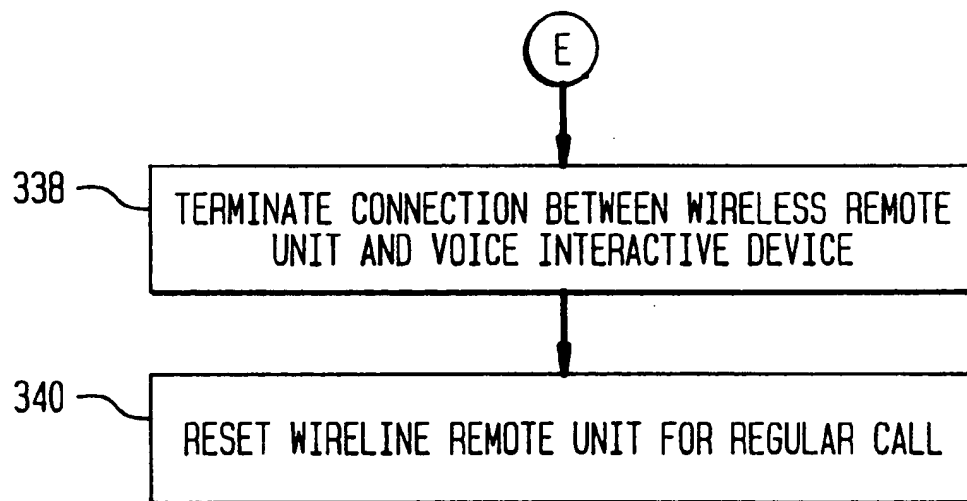 E
338
TERMINATE CONNECTION BETWEEN WIRELESS REMOTE
UNIT AND VOICE INTERACTIVE DEVICE
340
RESET WIRELINE REMOTE UNIT FOR REGULAR CALL